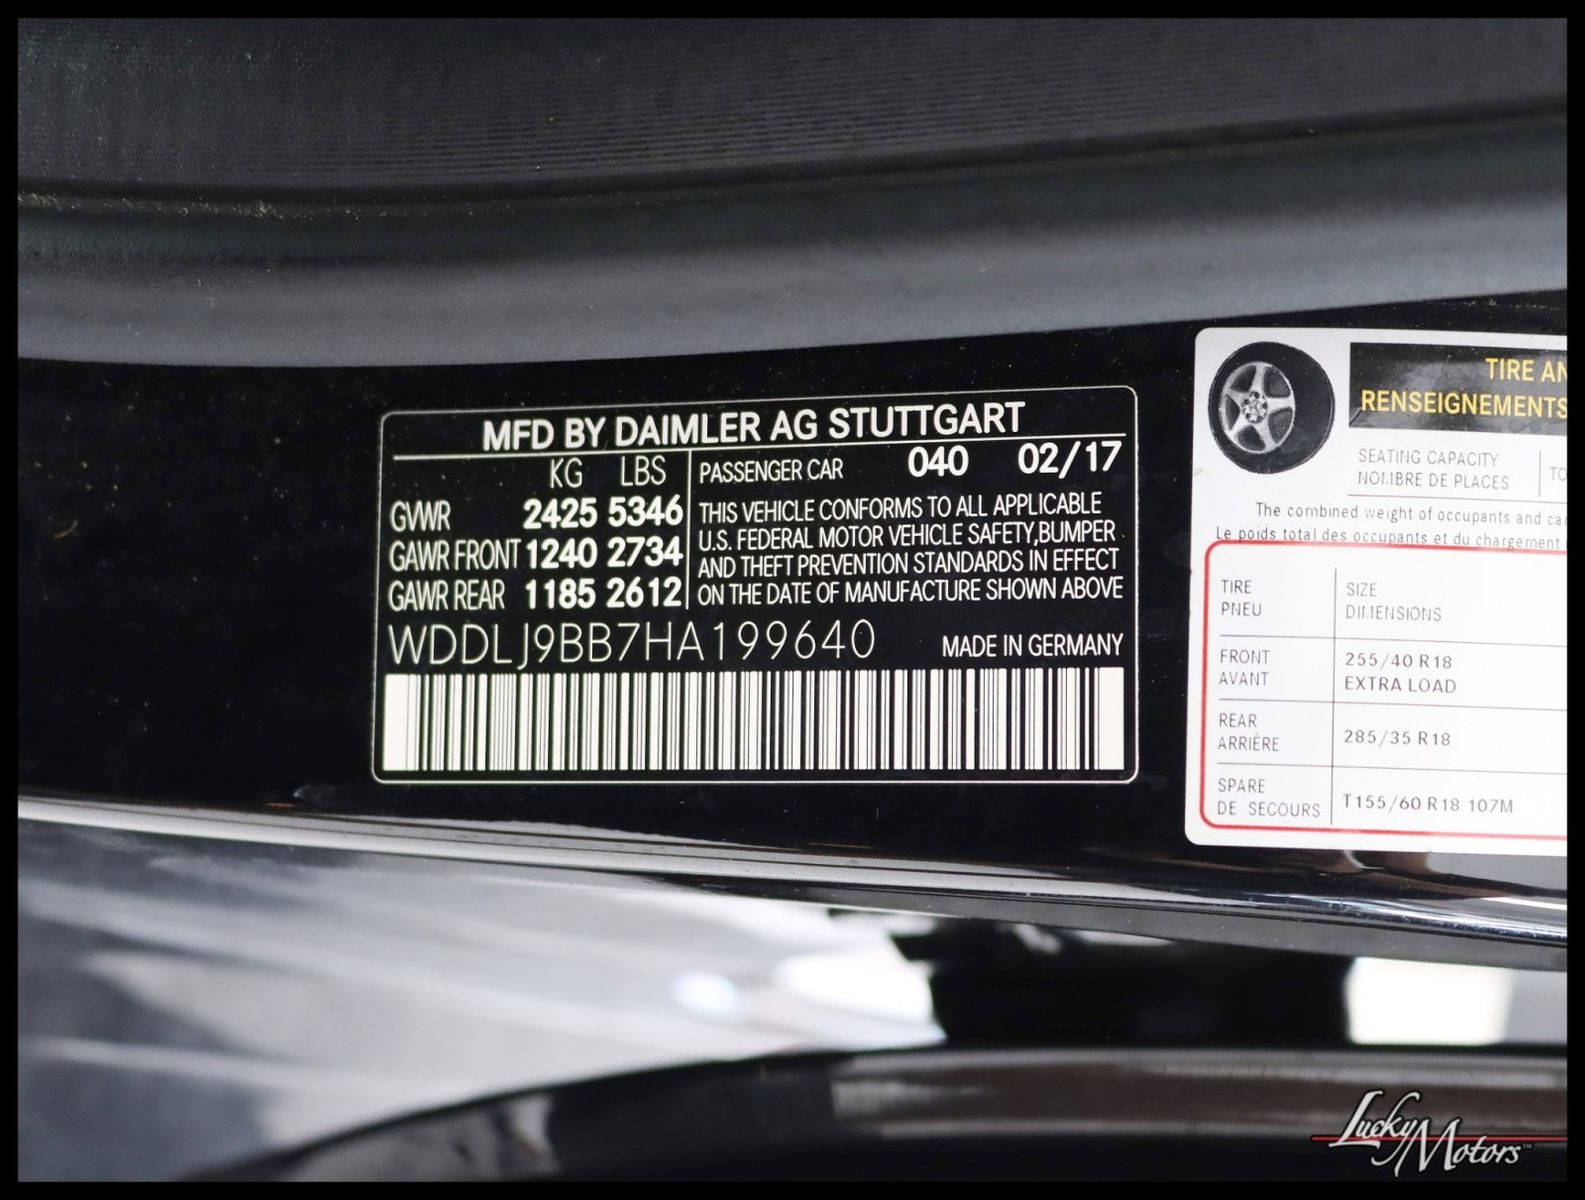 MFD BY DAIMLER AG STUTTGART
KG LBS
GVWR 2425 5346
GAWR FRONT 1240 2734
GAWR REAR 1185 2612
PASSENGER CAR 040 02/17
THIS VEHICLE CONFORMS TO ALL APPLICABLE
U.S. FEDERAL MOTOR VEHICLE SAFETY, BUMPER
AND THEFT PREVENTION STANDARDS IN EFFECT
ON THE DATE OF MANUFACTURE SHOWN ABOVE
WDDLJ9BB7HA199640 MADE IN GERMANY
TIRE
RENSEIGNEMENTS
SEATING CAPACITY
NOMBRE DE PLACES
The combined weight of occupants and
Le poids total des occupants et du chargement
TIRE SIZE
PNEU DIMENSIONS
FRONT 255/40 R18
AVANT EXTRA LOAD
REAR
ARRIÈRE 285/35 R18
SPARE
DE SECOURS T155/60 R18 107M
Lucky Motors™